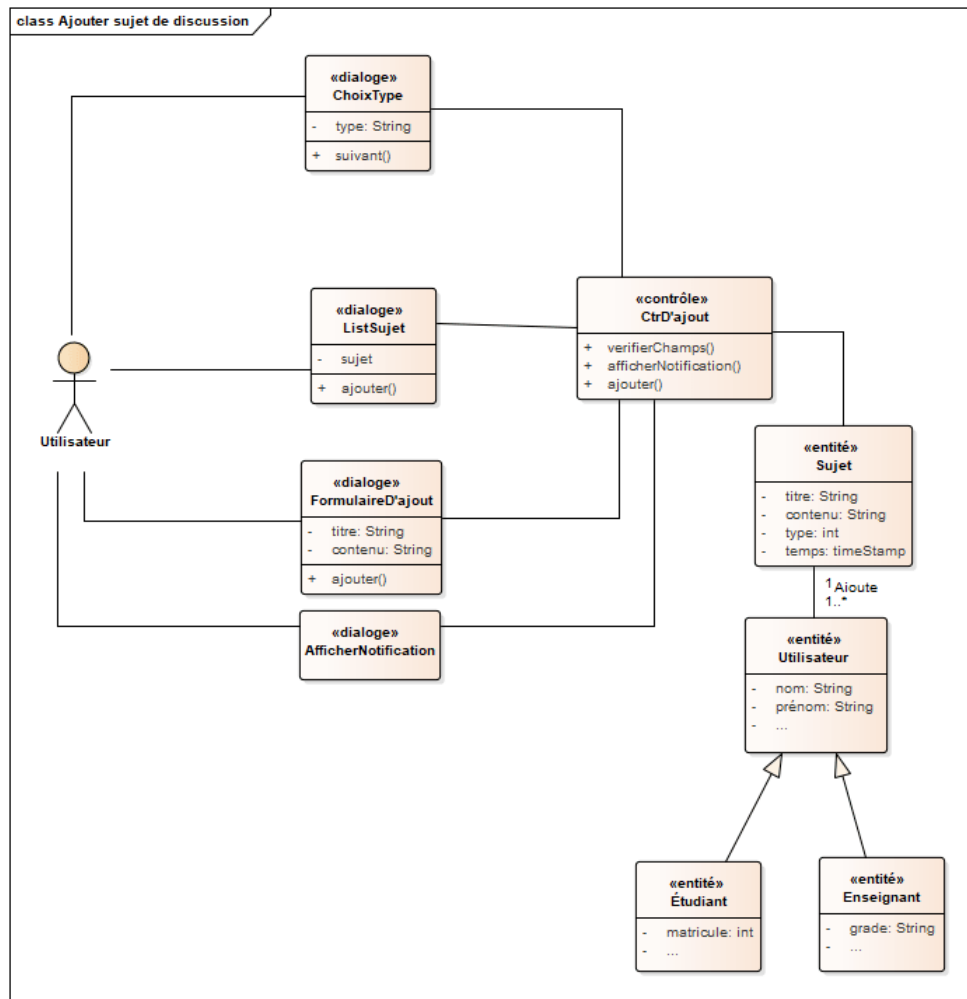 class Ajouter sujet de discussion
«dialoge»
ChoixType
- type: String
+ suivant()
«dialoge»
ListSujet
- sujet
+ ajouter()
«contrôle»
CtrD'ajout
+ verifierChamps()
+ afficherNotification()
+ ajouter()
Utilisateur
«dialoge»
FormulaireD'ajout
- titre: String
- contenu: String
+ ajouter()
«entité»
Sujet
- titre: String
- contenu: String
- type: int
- temps: timeStamp
«dialoge»
AfficherNotification
1
Aioute
1..*
«entité»
Utilisateur
- nom: String
- prénom: String
- ...
«entité»
Étudiant
- matricule: int
- ...
«entité»
Enseignant
- grade: String
- ...